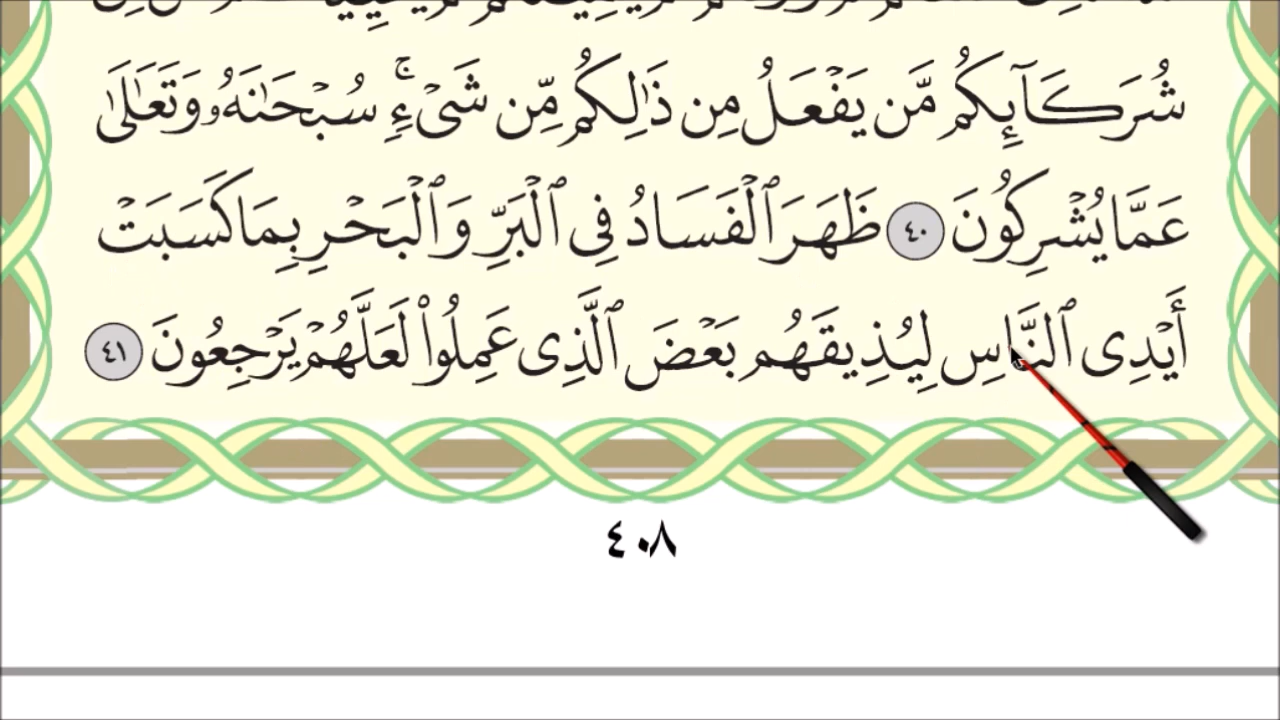 شُرَكَآئِكُم مَّن يَفْعَلُ مِن ذَٰلِكُم مِّن شَىْءٍۚ سُبْحَٰنَهُۥ وَتَعَٰلَىٰ
عَمَّا يُشْرِكُونَ ٤٠ ظَهَرَ ٱلْفَسَادُ فِى ٱلْبَرِّ وَٱلْبَحْرِ بِمَا كَسَبَتْ
أَيْدِى ٱلنَّاسِ لِيُذِيقَهُم بَعْضَ ٱلَّذِى عَمِلُوا۟ لَعَلَّهُمْ يَرْجِعُونَ ٤١
٤٠٨